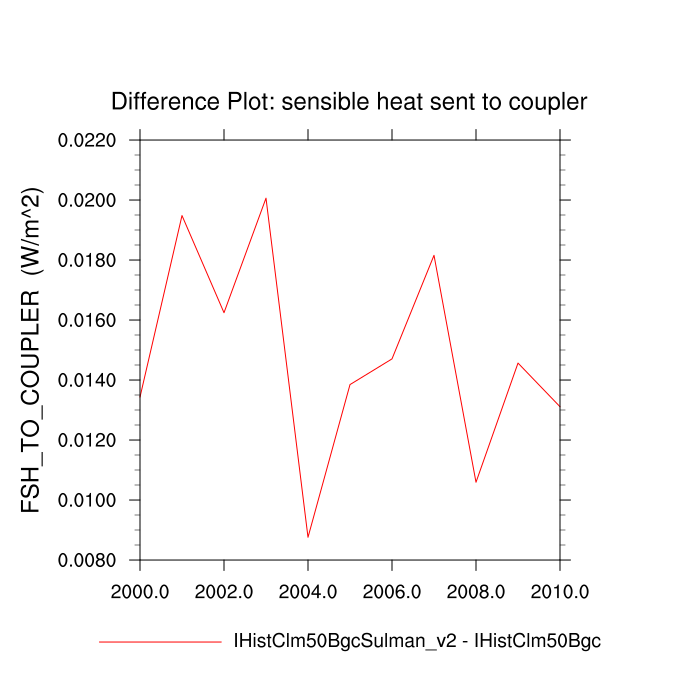 Difference Plot: sensible heat sent to coupler
FSH_TO_COUPLER (W/m^2)
0.0220
0.0200
0.0180
0.0160
0.0140
0.0120
0.0100
0.0080
2000.0 2002.0 2004.0 2006.0 2008.0 2010.0
IHistClm50BgcSulman_v2 - IHistClm50Bgc